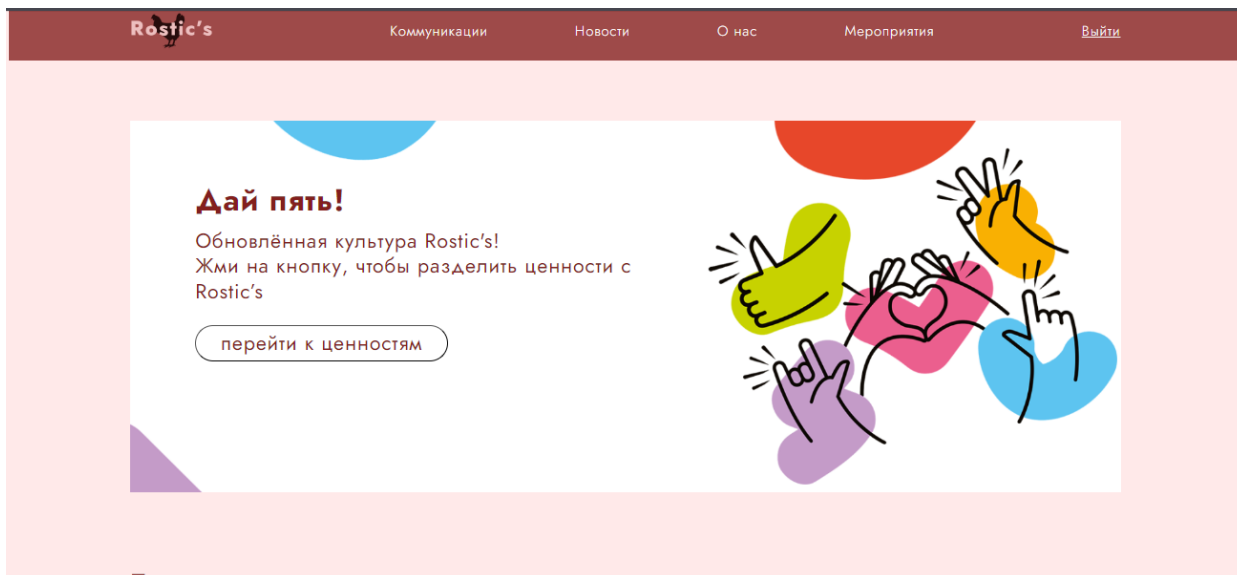 Rostic's
Коммуникации
Новости
О нас
Мероприятия
Выйти
Дай пять!
Обновлённая культура Rostic's!
Жми на кнопку, чтобы разделить ценности с
Rostic's
перейти к ценностям